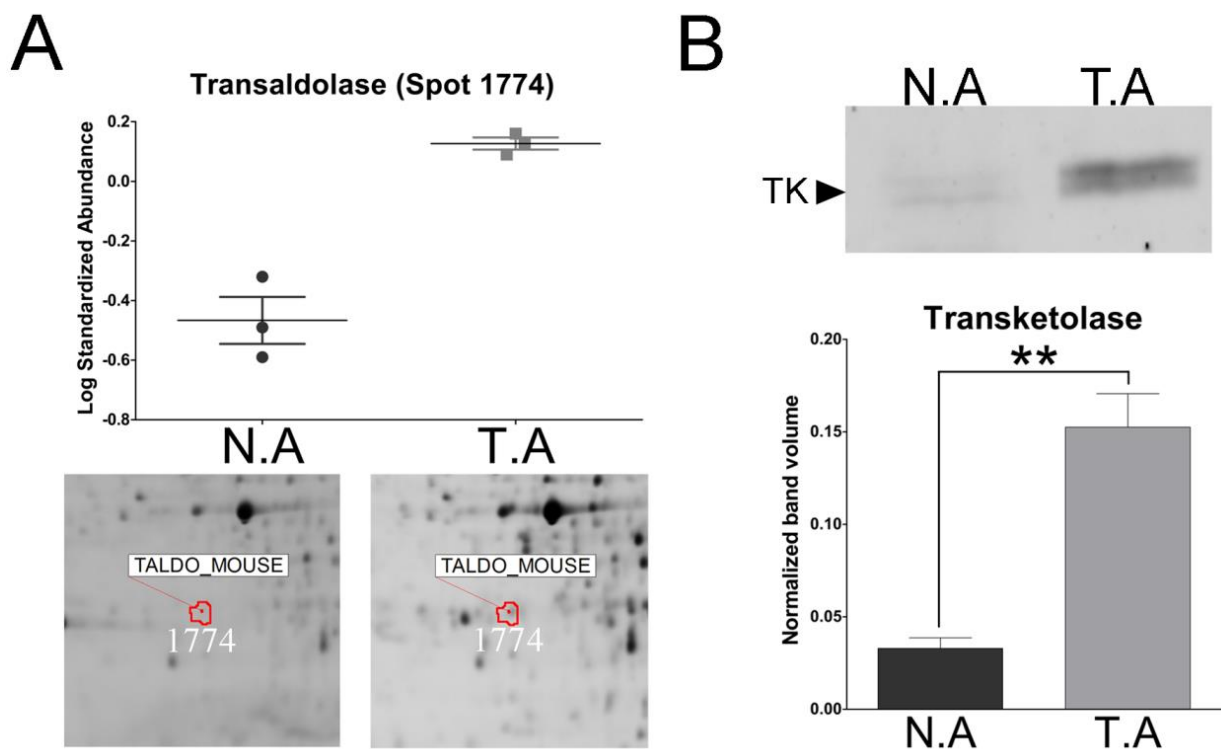 A
Transaldolase (Spot 1774)
Log Standardized Abundance
0.2
0.0
-0.2
-0.4
-0.6
-0.8
N.A
T.A
TALDO_MOUSE
1774
TALDO_MOUSE
1774
B
N.A
T.A
TK
Transketolase
**
Normalized band volume
0.20
0.15
0.10
0.05
0.00
N.A
T.A